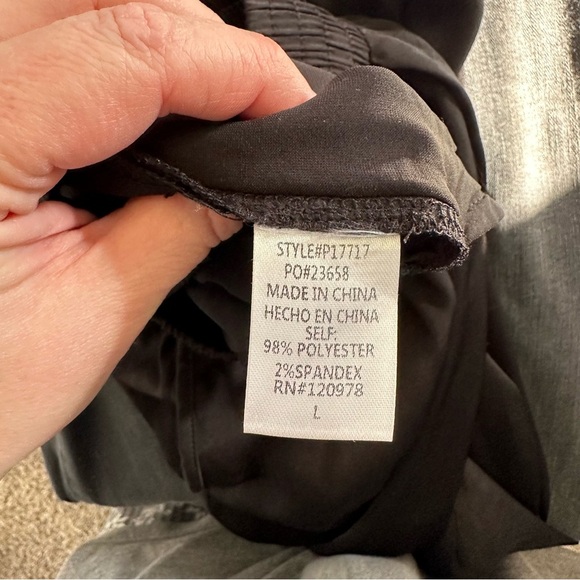 STYLE#P17717
PO#23658
MADE IN CHINA
HECHO EN CHINA
SELF:
98% POLYESTER
2%SPANDEX
RN#120978
L